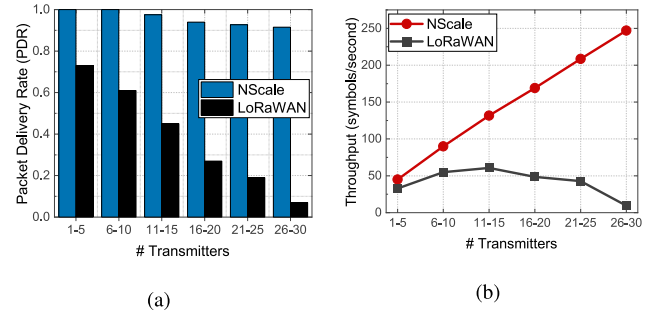 Packet Delivery Rate (PDR)
1.0
0.8
0.6
0.4
0.2
0.0
NScale
LoRaWAN
1-5 6-10 11-15 16-20 21-25 26-30
# Transmitters
(a)
Throughput (symbols/second)
250
200
150
100
50
0
NScale
LoRaWAN
1-5 6-10 11-15 16-20 21-25 26-30
# Transmitters
(b)